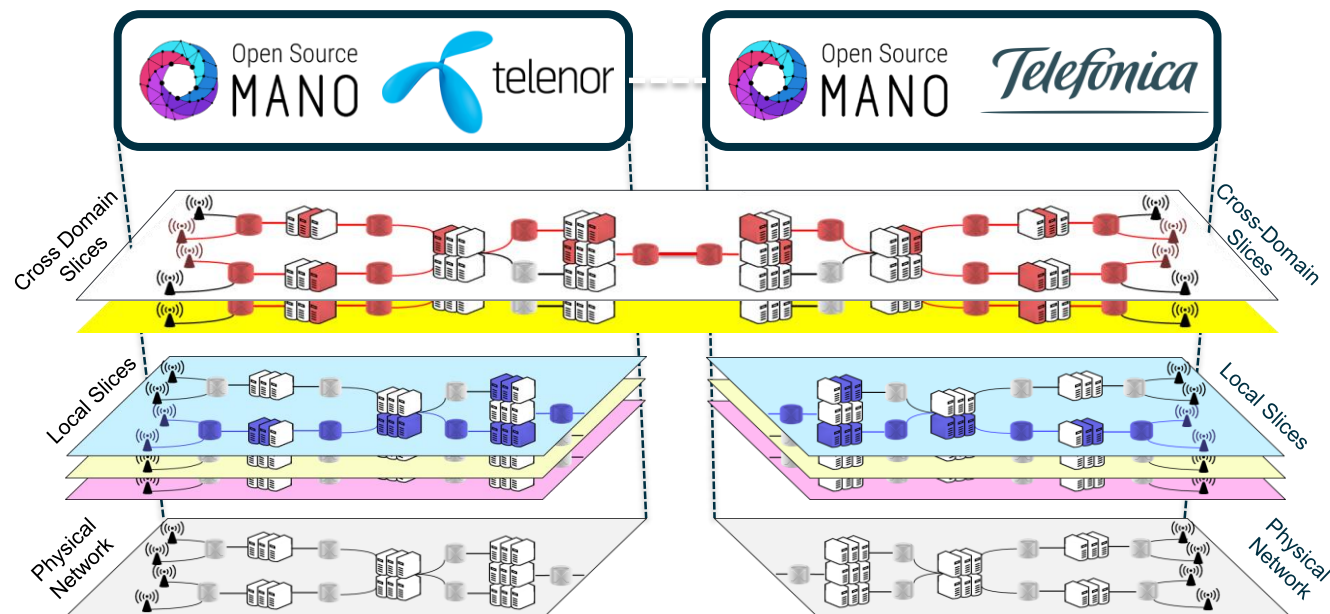 Open Source
MANO
telenor
Open Source
MANO
Telefónica
Cross Domain
Slices
Cross-Domain
Slices
Local Slices
Local Slices
Physical
Network
Physical
Network